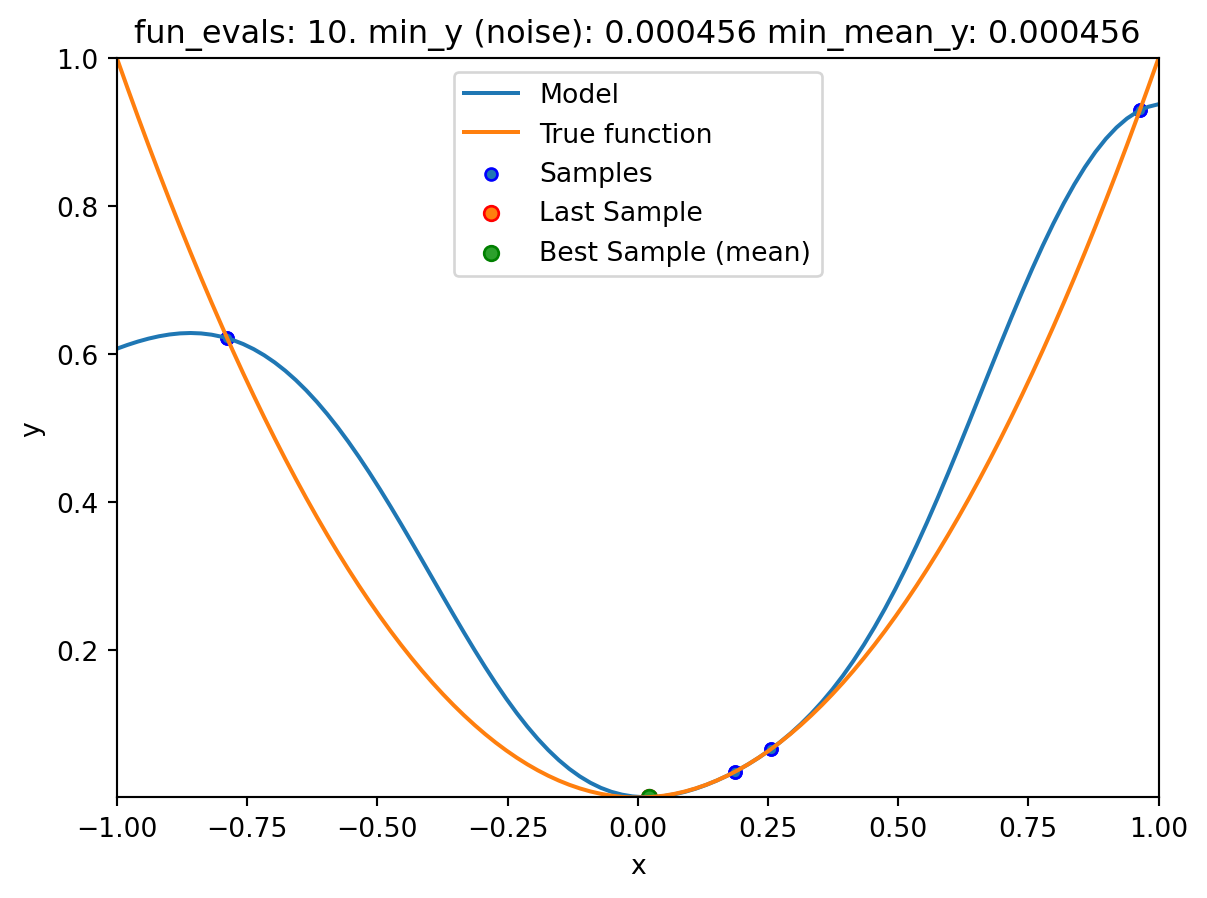 fun_evals: 10. min_y (noise): 0.000456 min_mean_y: 0.000456
Model
True function
Samples
Last Sample
Best Sample (mean)
1.0
0.8
0.6
0.4
0.2
y
−1.00 −0.75 −0.50 −0.25 0.00 0.25 0.50 0.75 1.00
x